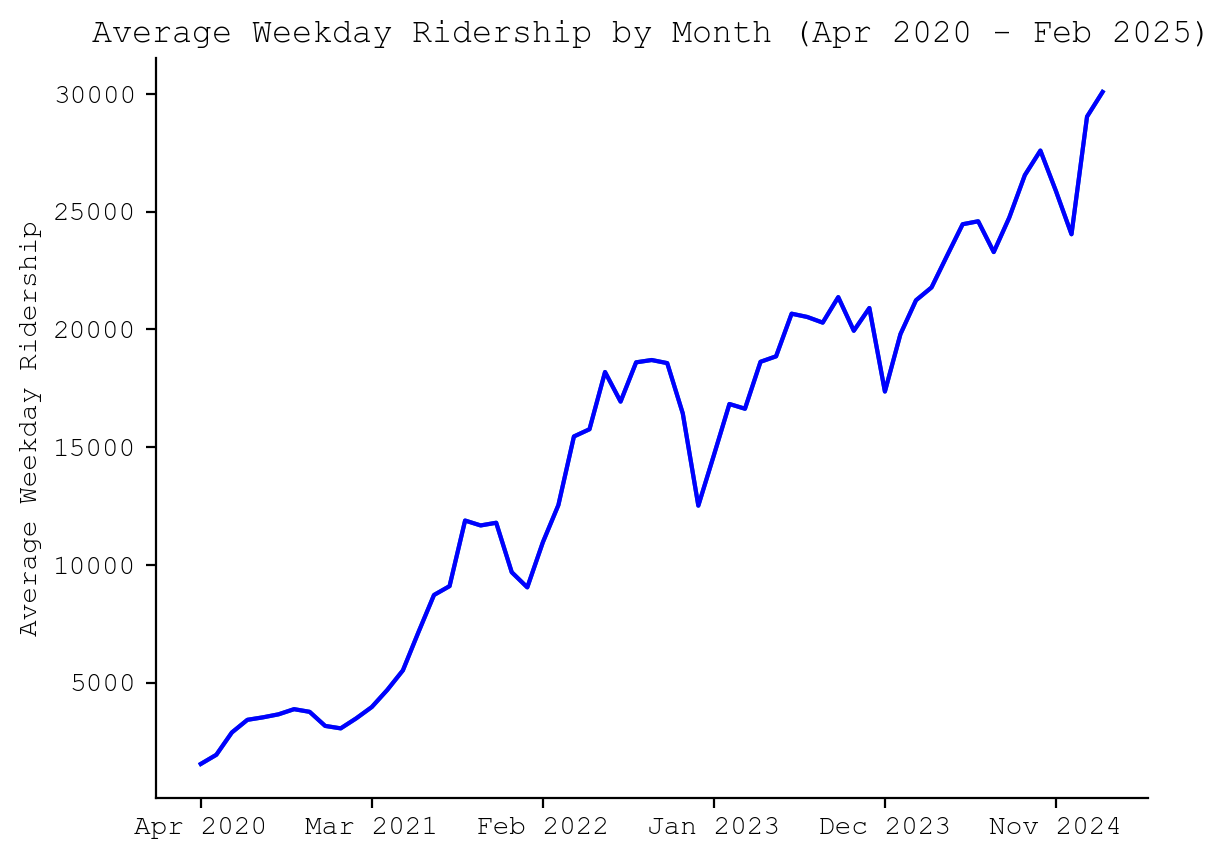 Average Weekday Ridership by Month (Apr 2020 - Feb 2025)
Average Weekday Ridership
30000
25000
20000
15000
10000
5000
Apr 2020 Mar 2021 Feb 2022 Jan 2023 Dec 2023 Nov 2024